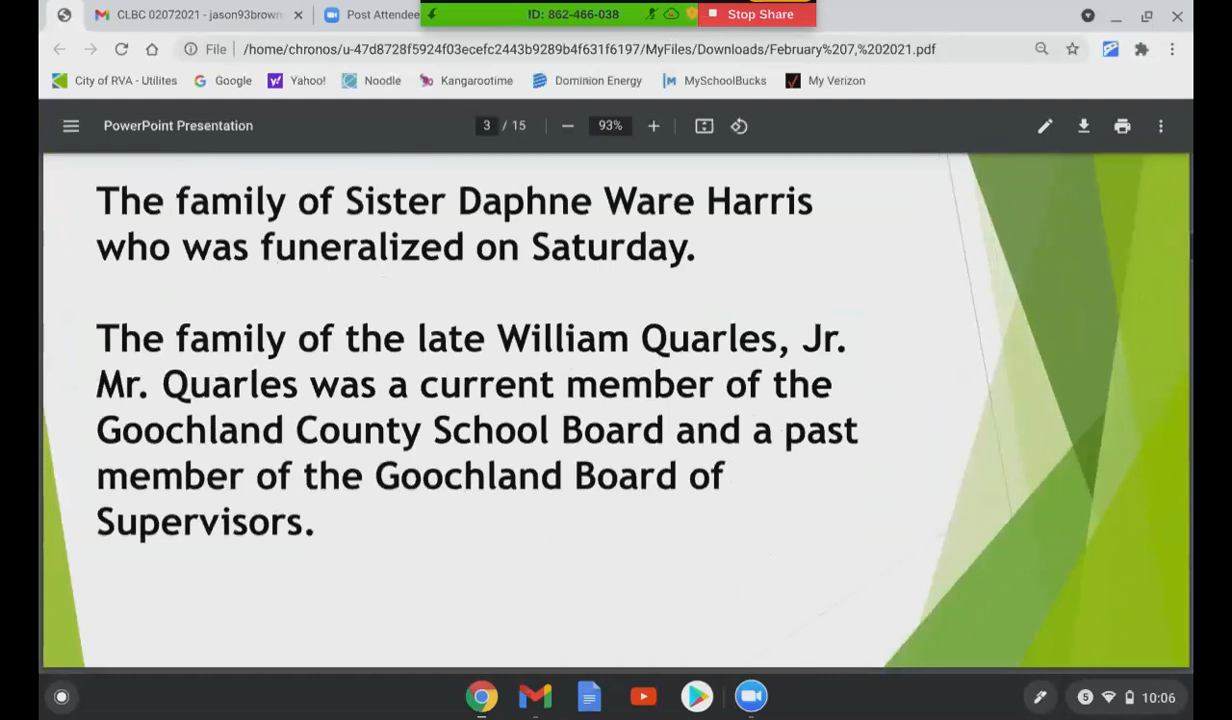 CLBC 02072021 - jason93brown
Post Attendee
ID: 862-466-038
Stop Share
File
/home/chronos/u-47d8728f5924f03ecefc2443b9289b4f631f6197/MyFiles/Downloads/February%207,%202021.pdf
City of RVA - Utilites
Google
Yahoo!
Noodle
Kangarootime
Dominion Energy
MySchoolBucks
My Verizon
PowerPoint Presentation
3 / 15
93%
The family of Sister Daphne Ware Harris
who was funeralized on Saturday.
The family of the late William Quarles, Jr.
Mr. Quarles was a current member of the
Goochland County School Board and a past
member of the Goochland Board of
Supervisors.
5
10:06